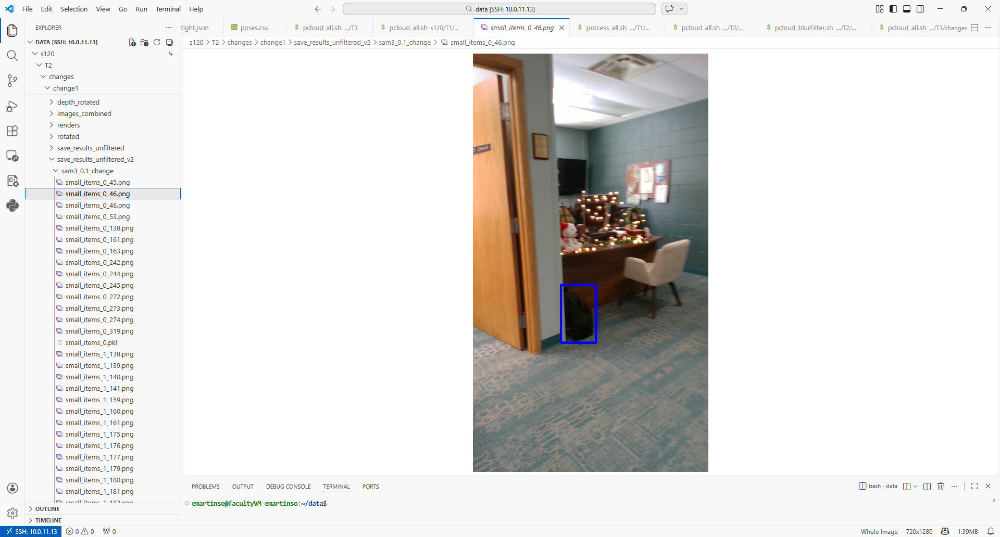 File Edit Selection View Go Run Terminal Help
data [SSH: 10.0.11.13]
EXPLORER
tight.json
poses.csv
pcloud_all.sh .../T3
pcloud_all.sh s120/T1/...
small_items_0_46.png
process_all.sh .../T1/...
pcloud_all.sh .../T2/...
pcloud_blurFilter.sh .../T2/...
pcloud_all.sh .../T3/changes
DATA [SSH: 10.0.11.13]
s120 > T2 > changes > change1 > save_results_unfiltered_v2 > sam3_0.1_change > small_items_0_46.png
s120
T2
changes
change1
depth_rotated
images_combined
renders
rotated
save_results_unfiltered
save_results_unfiltered_v2
sam3_0.1_change
small_items_0_45.png
small_items_0_46.png
small_items_0_48.png
small_items_0_53.png
small_items_0_138.png
small_items_0_161.png
small_items_0_163.png
small_items_0_242.png
small_items_0_244.png
small_items_0_245.png
small_items_0_272.png
small_items_0_273.png
small_items_0_274.png
small_items_0_319.png
small_items_0.pkl
small_items_1_138.png
small_items_1_139.png
small_items_1_140.png
small_items_1_141.png
small_items_1_159.png
small_items_1_160.png
small_items_1_161.png
small_items_1_175.png
small_items_1_176.png
small_items_1_177.png
small_items_1_179.png
small_items_1_180.png
small_items_1_181.png
small_items_1_182.png
OUTLINE
TIMELINE
CHAIR
PROBLEMS OUTPUT DEBUG CONSOLE TERMINAL PORTS
bash - data
emartinso@facultyVM-emartinso:~/data$
SSH: 10.0.11.13 0 0 0
Whole Image 720x1280 1.39MB